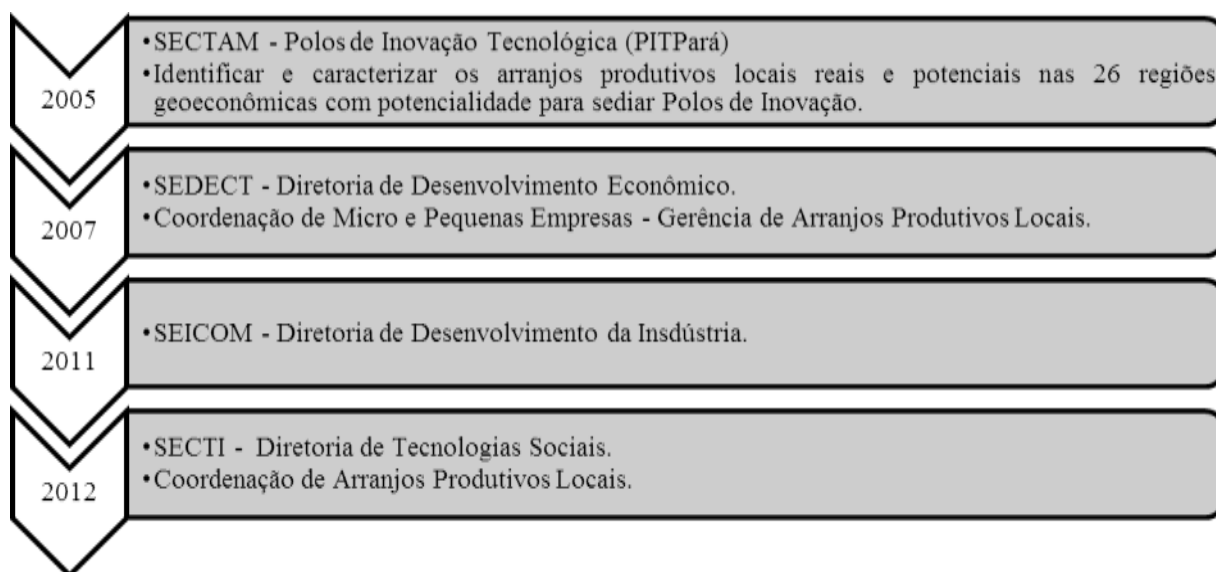 2005
•SECTAM - Polos de Inovação Tecnológica (PITPará)
•Identificar e caracterizar os arranjos produtivos locais reais e potenciais nas 26 regiões
geoeconômicas com potencialidade para sediar Polos de Inovação.
2007
•SEDECT - Diretoria de Desenvolvimento Econômico.
•Coordenação de Micro e Pequenas Empresas - Gerência de Arranjos Produtivos Locais.
2011
•SEICOM - Diretoria de Desenvolvimento da Insdústria.
2012
•SECTI - Diretoria de Tecnologias Sociais.
•Coordenação de Arranjos Produtivos Locais.